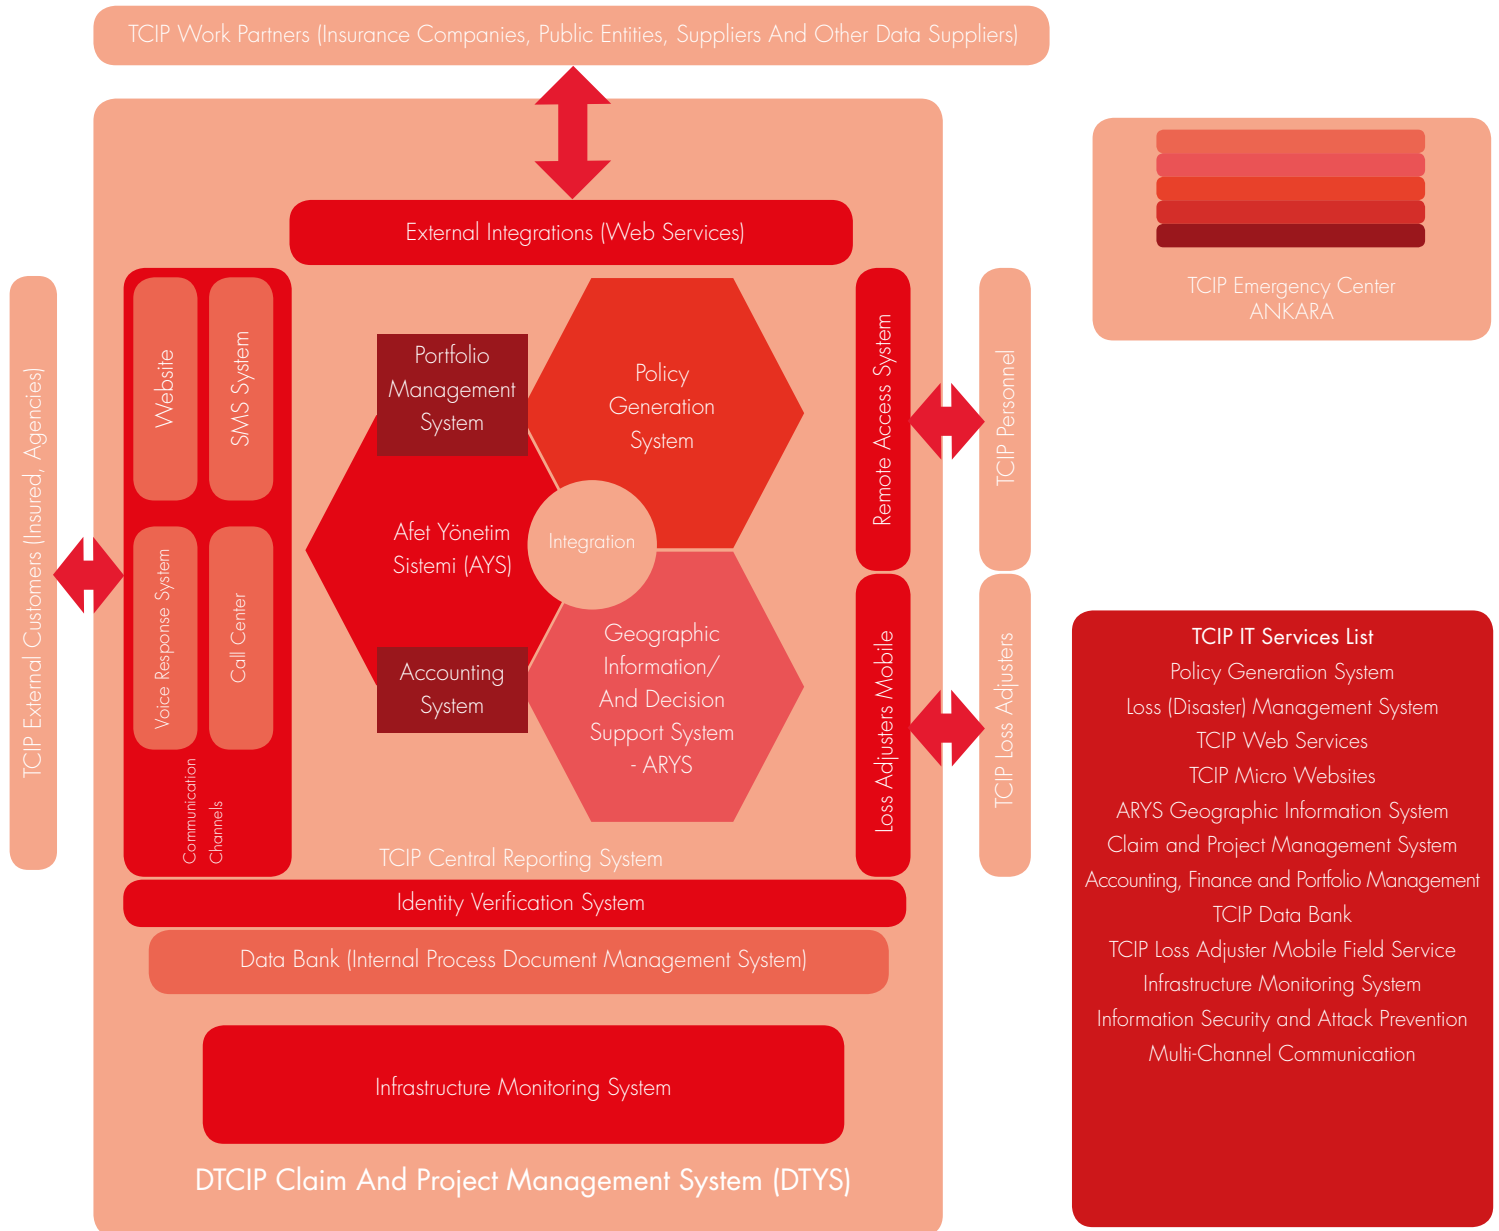 TCIP Work Partners (Insurance Companies, Public Entities, Suppliers And Other Data Suppliers)
External Integrations (Web Services)
TCIP External Customers (Insured, Agencies)
Website
SMS System
Voice Response System
Call Center
Communication
Channels
Portfolio
Management
System
Policy
Generation
System
Afet Yönetim
Sistemi (AYS)
Integration
Accounting
System
Geographic
Information/
And Decision
Support System
- ARYS
Remote Access System
Loss Adjusters Mobile
TCIP Personnel
TCIP Loss Adjusters
TCIP Central Reporting System
Identity Verification System
Data Bank (Internal Process Document Management System)
Infrastructure Monitoring System
DTCIP Claim And Project Management System (DTYS)
TCIP Emergency Center
ANKARA
TCIP IT Services List
Policy Generation System
Loss (Disaster) Management System
TCIP Web Services
TCIP Micro Websites
ARYS Geographic Information System
Claim and Project Management System
Accounting, Finance and Portfolio Management
TCIP Data Bank
TCIP Loss Adjuster Mobile Field Service
Infrastructure Monitoring System
Information Security and Attack Prevention
Multi-Channel Communication